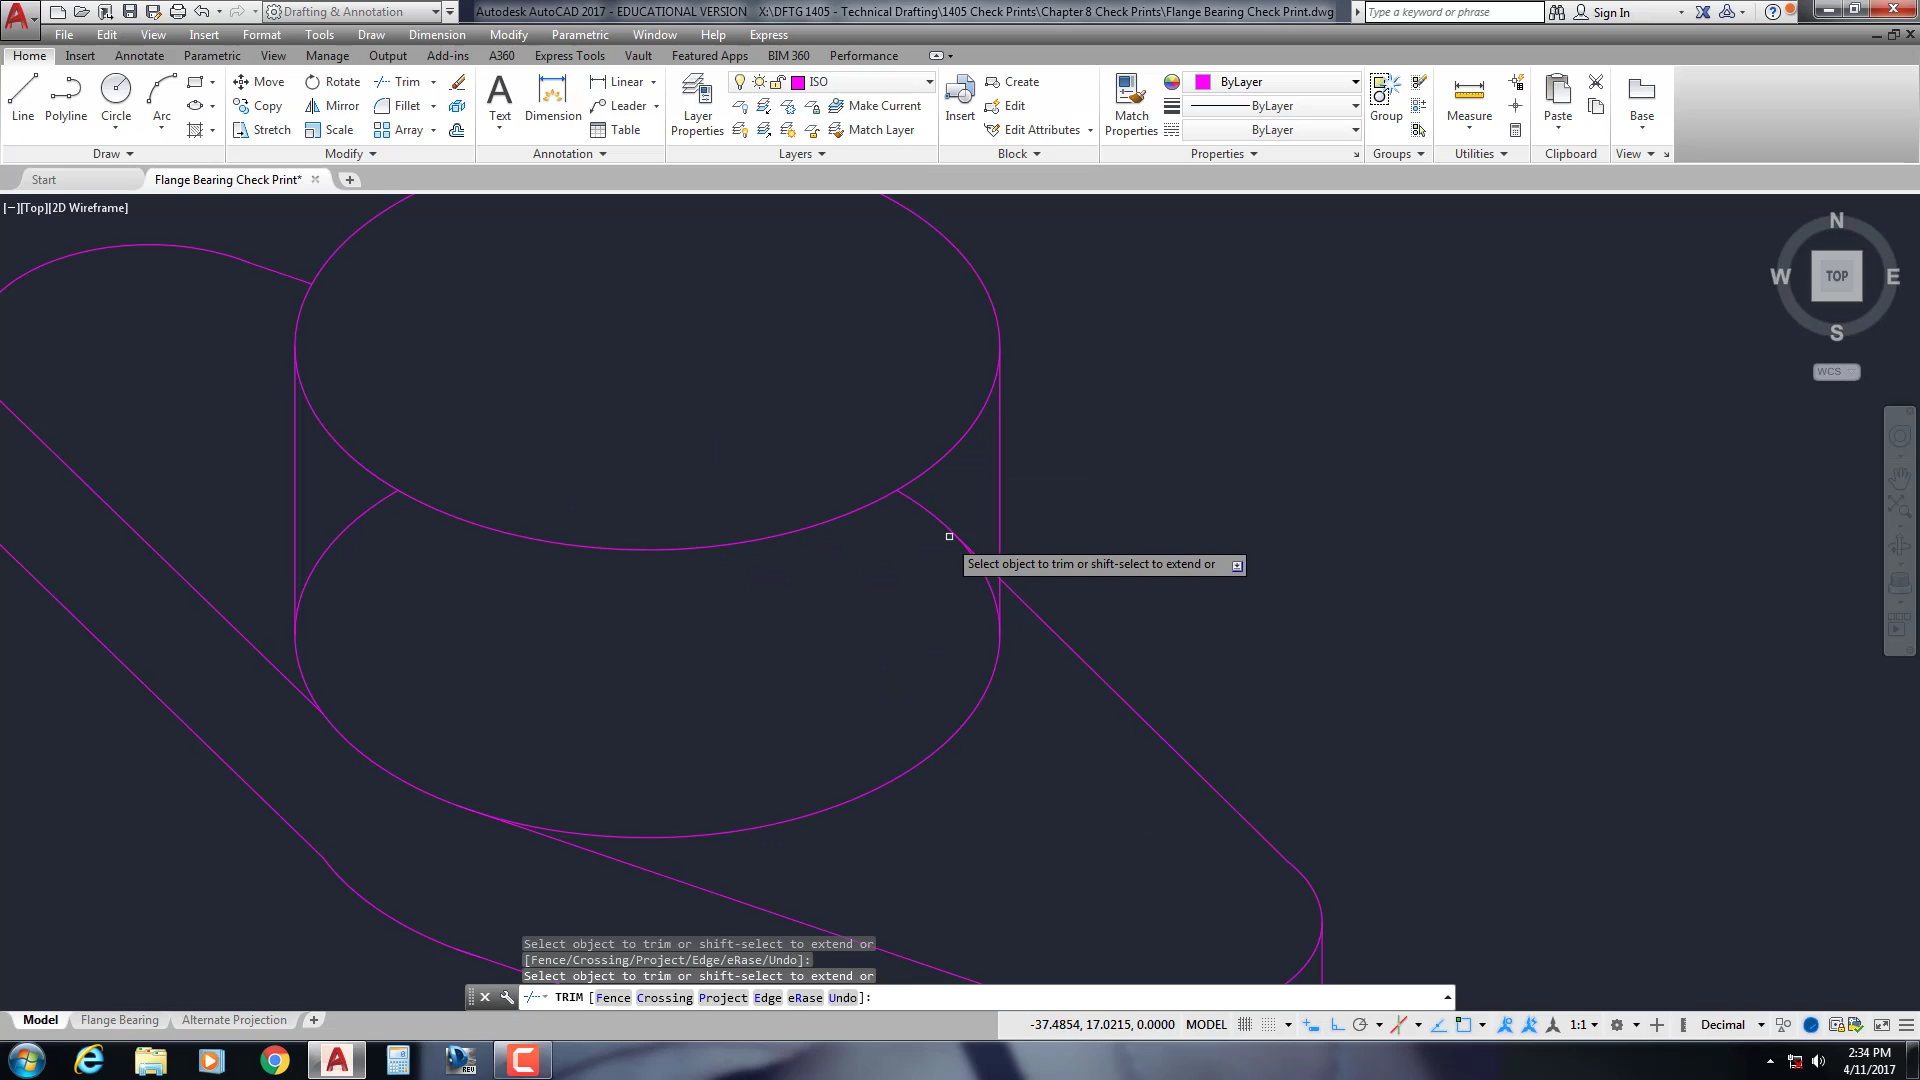 Drafting & Annotation
Autodesk AutoCAD 2017 - EDUCATIONAL VERSION X:\DFTG 1405 - Technical Drafting\1405 Check Prints\Chapter 8 Check Prints\Flange Bearing Check Print.dwg
Type a keyword or phrase
Sign In
File Edit View Insert Format Tools Draw Dimension Modify Parametric Window Help Express
Home Insert Annotate Parametric View Manage Output Add-ins A360 Express Tools Vault Featured Apps BIM 360 Performance
Line Polyline Circle Arc
Move Rotate Trim
Copy Mirror Fillet
Stretch Scale Array
Text Dimension
Linear
Leader
Table
Layer Properties
ISO
Make Current
Match Layer
Insert
Create
Edit
Edit Attributes
Match Properties
ByLayer
ByLayer
ByLayer
Group
Measure
Paste
Base
Draw Modify Annotation Layers Block Properties Groups Utilities Clipboard View
Start Flange Bearing Check Print*
[−][Top][2D Wireframe]
N
W TOP E
S
WCS
Select object to trim or shift-select to extend or
Select object to trim or shift-select to extend or
[Fence/Crossing/Project/Edge/eRase/Undo]:
Select object to trim or shift-select to extend or
TRIM [Fence Crossing Project Edge eRase Undo]:
Model Flange Bearing Alternate Projection
-37.4854, 17.0215, 0.0000 MODEL
1:1
Decimal
REV
2:34 PM
4/11/2017